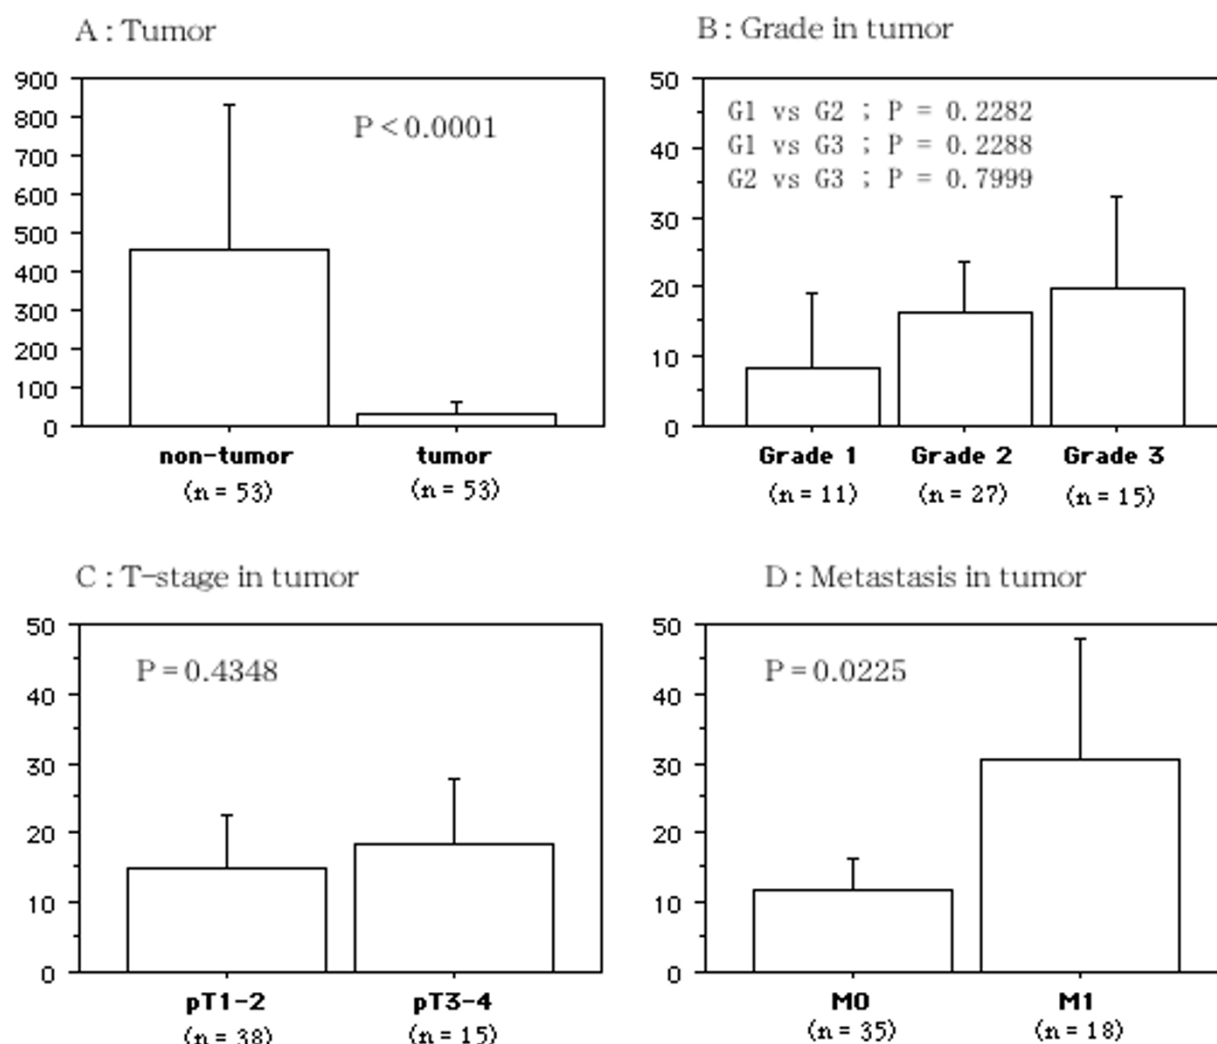 A : Tumor
900
800
700
600
500
400
300
200
100
0
P < 0.0001
non-tumor
tumor
(n = 53)
(n = 53)
B : Grade in tumor
50
40
30
20
10
0
G1 vs G2 ; P = 0.2282
G1 vs G3 ; P = 0.2288
G2 vs G3 ; P = 0.7999
Grade 1
Grade 2
Grade 3
(n = 11)
(n = 27)
(n = 15)
C : T-stage in tumor
50
40
30
20
10
0
P = 0.4348
pT1-2
pT3-4
(n = 38)
(n = 15)
D : Metastasis in tumor
50
40
30
20
10
0
P = 0.0225
M0
M1
(n = 35)
(n = 18)